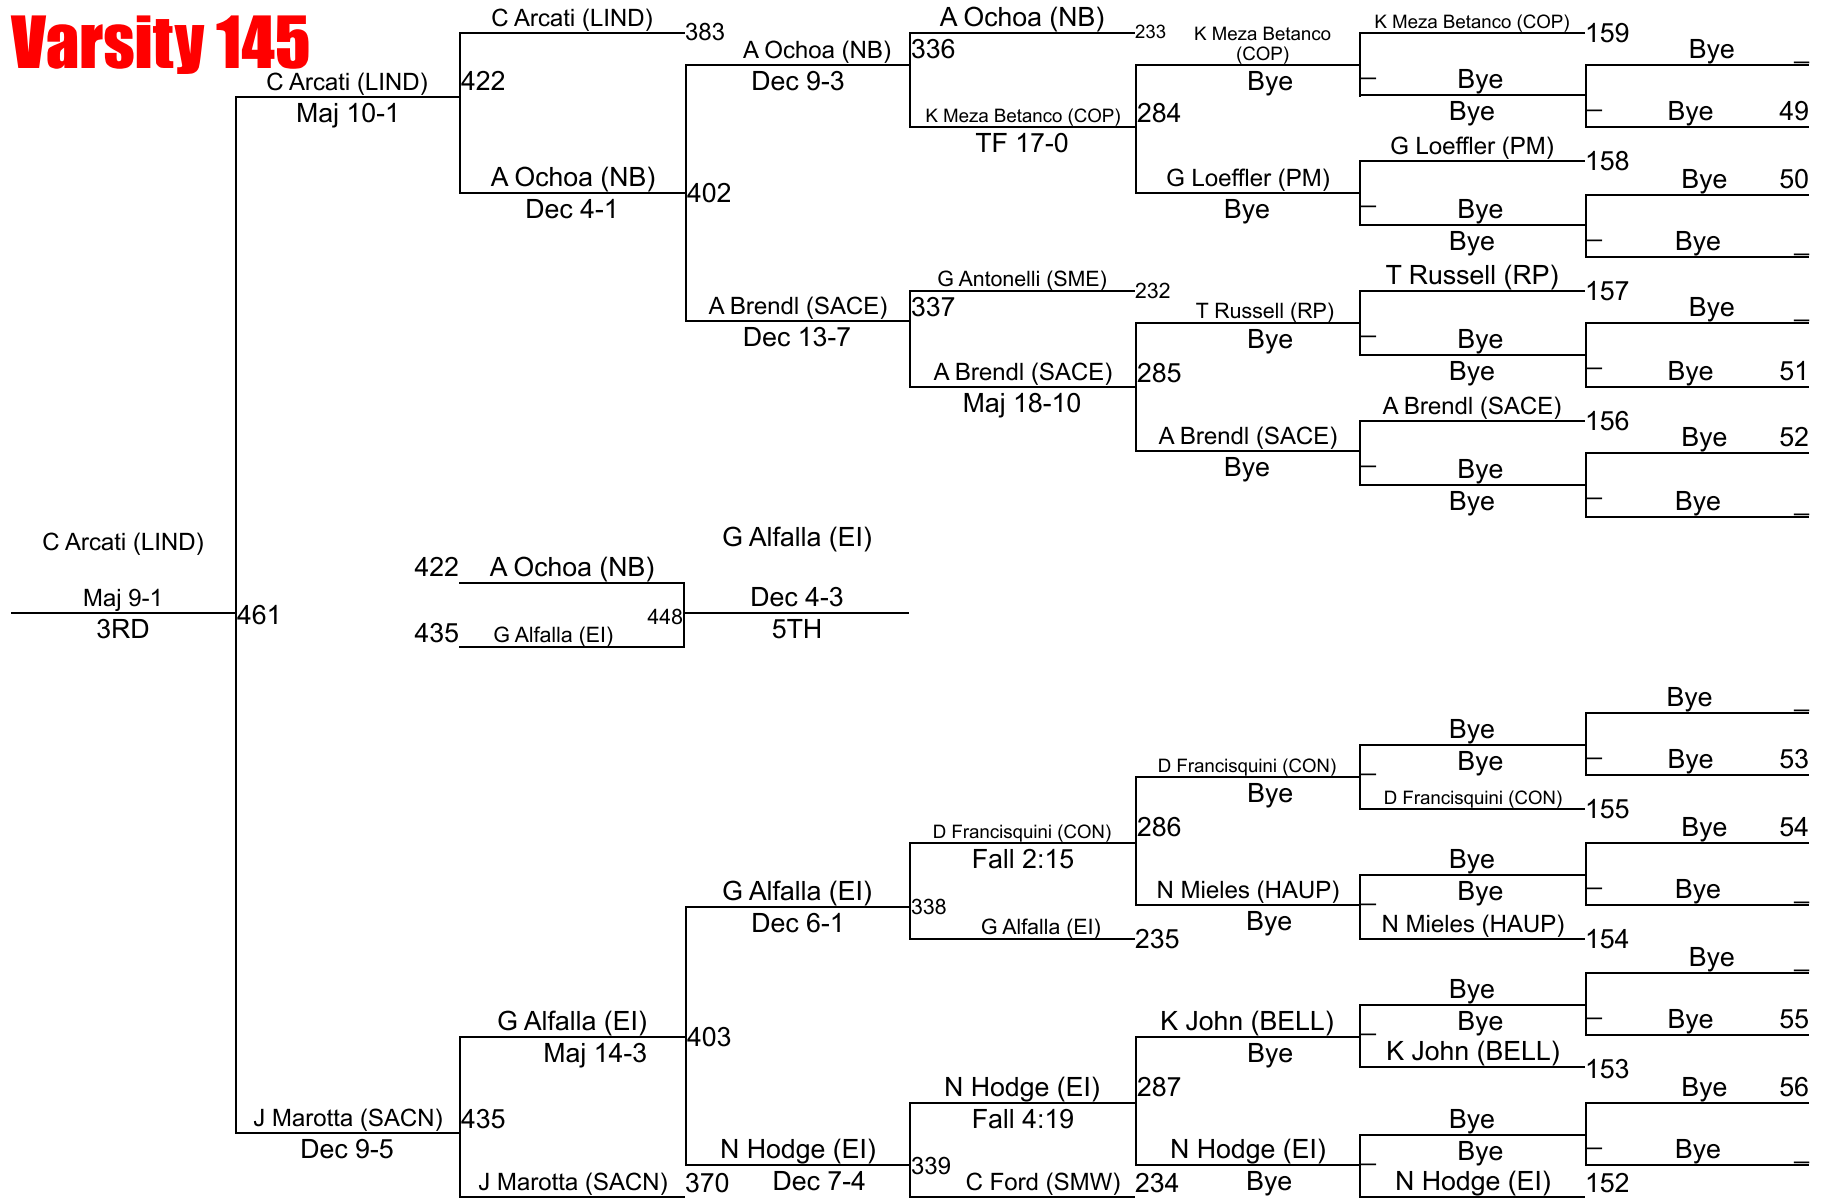 Varsity 145
C Arcati (LIND)
383
A Ochoa (NB)
233
K Meza Betanco
(COP)
K Meza Betanco (COP)
159
Bye _
A Ochoa (NB)
336
C Arcati (LIND)
422
Dec 9-3
Bye
_
Bye
Maj 10-1
K Meza Betanco (COP)
284
Bye
_
Bye 49
TF 17-0
G Loeffler (PM)
158
A Ochoa (NB)
402
G Loeffler (PM)
Bye 50
Dec 4-1
Bye
_
Bye
Bye
_
Bye _
G Antonelli (SME)
232
T Russell (RP)
157
A Brendl (SACE)
337
T Russell (RP)
Bye _
Dec 13-7
Bye
_
Bye
A Brendl (SACE)
285
Bye
_
Bye 51
Maj 18-10
A Brendl (SACE)
156
A Brendl (SACE)
Bye 52
Bye
_
Bye
Bye
_
Bye _
C Arcati (LIND)
G Alfalla (EI)
422 A Ochoa (NB)
Maj 9-1
461
448
Dec 4-3
3RD
435 G Alfalla (EI)
5TH
Bye _
Bye
D Francisquini (CON)
Bye
_
Bye 53
Bye
_
D Francisquini (CON)
155
D Francisquini (CON)
286
Bye 54
Fall 2:15
Bye
G Alfalla (EI)
338
N Mieles (HAUP)
Bye
_
Bye _
Dec 6-1
G Alfalla (EI)
235
Bye
_
N Mieles (HAUP)
154
Bye _
Bye
G Alfalla (EI)
403
K John (BELL)
Bye
_
Bye 55
Maj 14-3
Bye
_
K John (BELL)
153
N Hodge (EI)
287
Bye 56
J Marotta (SACN)
435
Fall 4:19
Bye
Dec 9-5
N Hodge (EI)
339
N Hodge (EI)
Bye
_
Bye _
J Marotta (SACN)
370
Dec 7-4
C Ford (SMW)
234
Bye
_
N Hodge (EI)
152